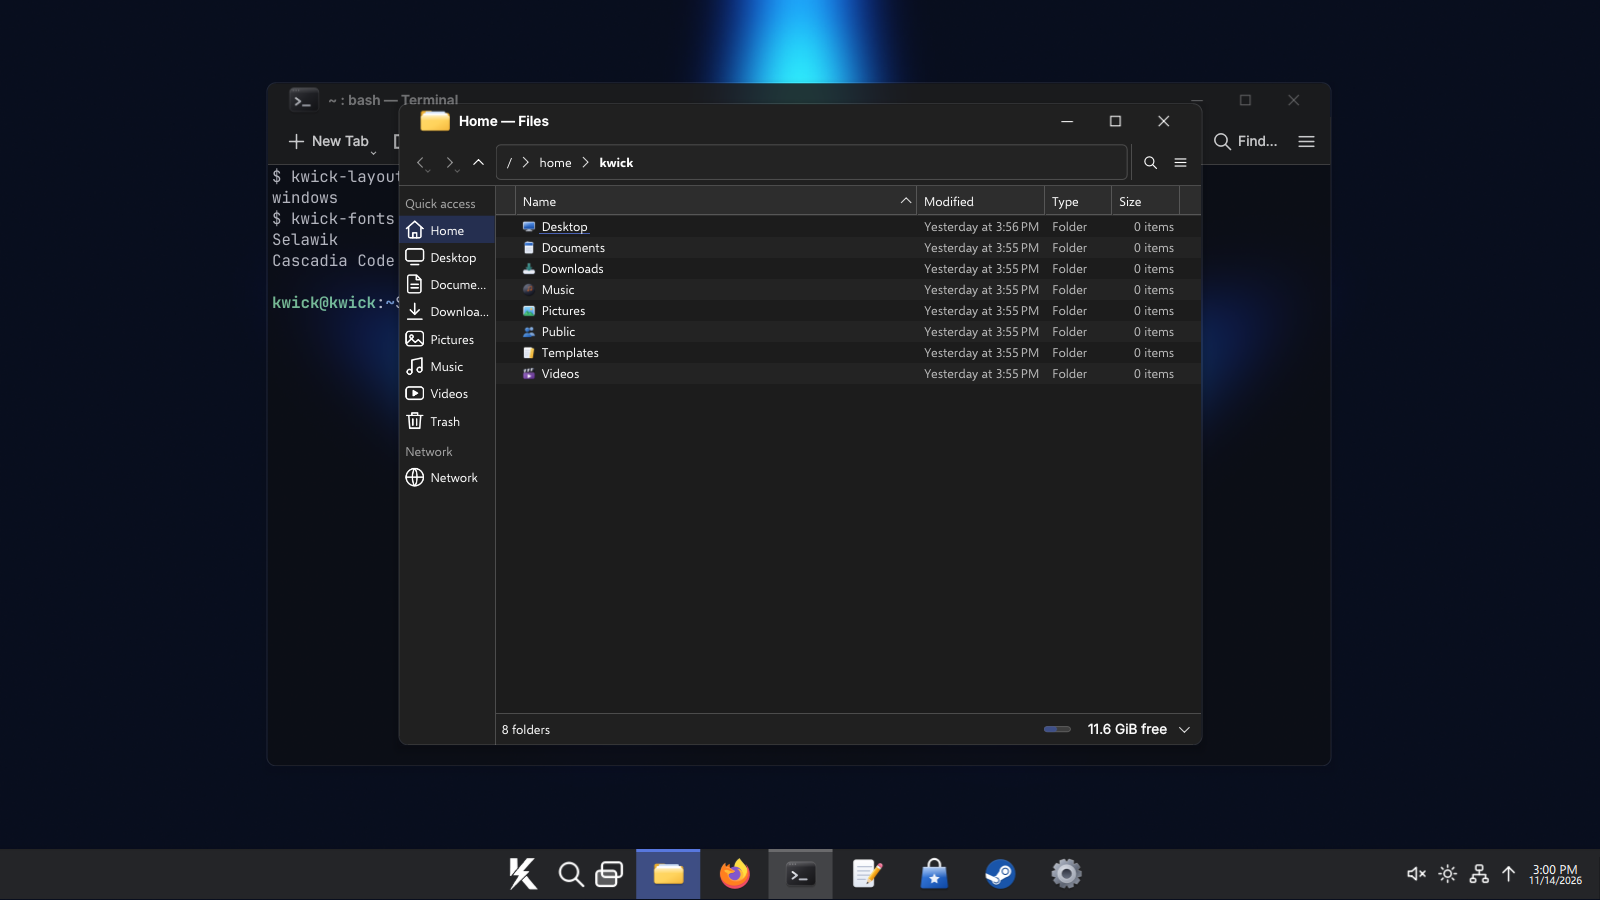 ~ : bash — Terminal
New Tab
Find...
$ kwick-layout
windows
$ kwick-fonts
Selawik
Cascadia Code
kwick@kwick:~$
Home — Files
/ home kwick
Quick access
Home
Desktop
Docume...
Downloa...
Pictures
Music
Videos
Trash
Network
Network
Name Modified Type Size
Desktop Yesterday at 3:56 PM Folder 0 items
Documents Yesterday at 3:55 PM Folder 0 items
Downloads Yesterday at 3:55 PM Folder 0 items
Music Yesterday at 3:55 PM Folder 0 items
Pictures Yesterday at 3:55 PM Folder 0 items
Public Yesterday at 3:55 PM Folder 0 items
Templates Yesterday at 3:55 PM Folder 0 items
Videos Yesterday at 3:55 PM Folder 0 items
8 folders
11.6 GiB free
3:00 PM
11/14/2026